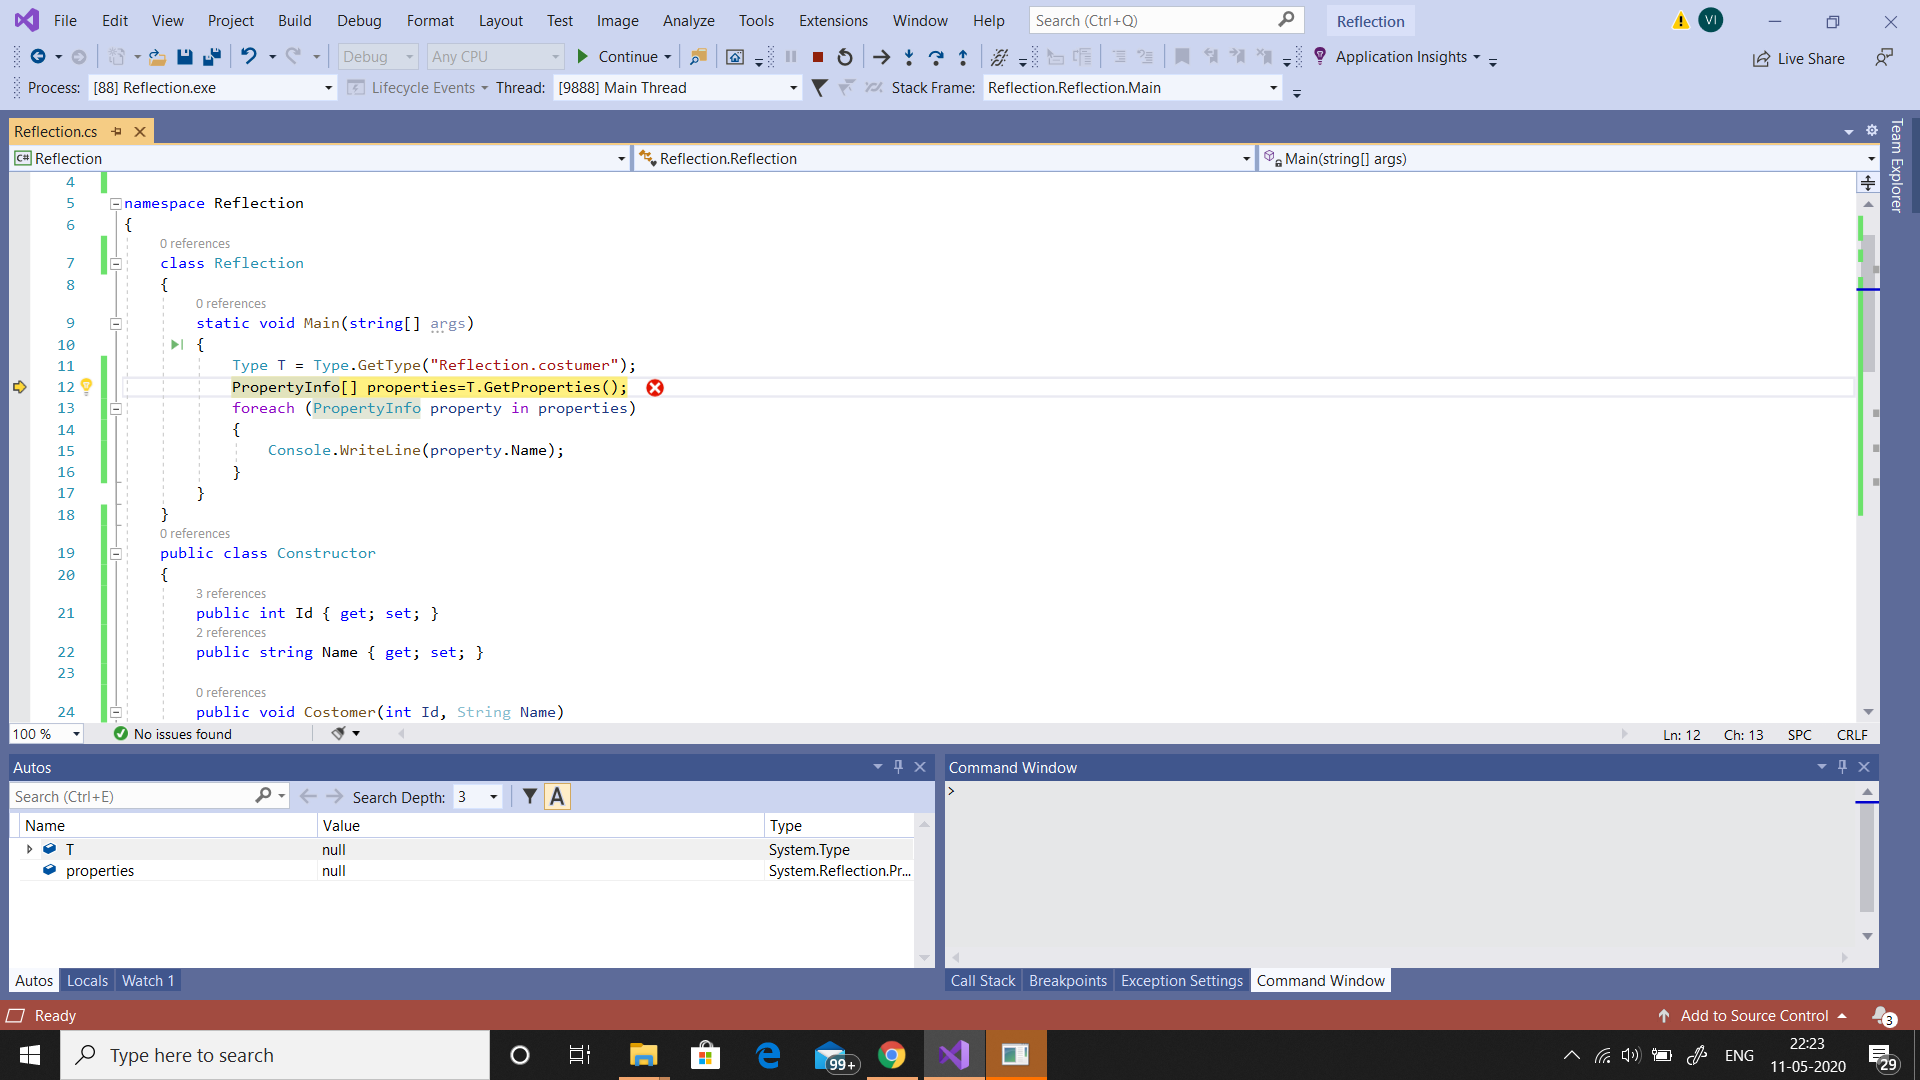 File Edit View Project Build Debug Format Layout Test Image Analyze Tools Extensions Window Help Search (Ctrl+Q) Reflection VI
Debug Any CPU Continue Application Insights Live Share
Process: [88] Reflection.exe Lifecycle Events Thread: [9888] Main Thread Stack Frame: Reflection.Reflection.Main
Reflection.cs
C# Reflection Reflection.Reflection Main(string[] args)
Team Explorer
4
5 namespace Reflection
6 {
0 references
7 class Reflection
8 {
0 references
9 static void Main(string[] args)
10 {
11 Type T = Type.GetType("Reflection.costumer");
12 PropertyInfo[] properties=T.GetProperties();
13 foreach (PropertyInfo property in properties)
14 {
15 Console.WriteLine(property.Name);
16 }
17 }
18 }
0 references
19 public class Constructor
20 {
3 references
21 public int Id { get; set; }
2 references
22 public string Name { get; set; }
23
0 references
24 public void Costomer(int Id, String Name)
100 % No issues found Ln: 12 Ch: 13 SPC CRLF
Autos
Search (Ctrl+E) Search Depth: 3 A
Name Value Type
T null System.Type
properties null System.Reflection.Pr...
Autos Locals Watch 1
Command Window
>
Call Stack Breakpoints Exception Settings Command Window
Ready Add to Source Control 3
Type here to search 99+ ENG 22:23
11-05-2020 29